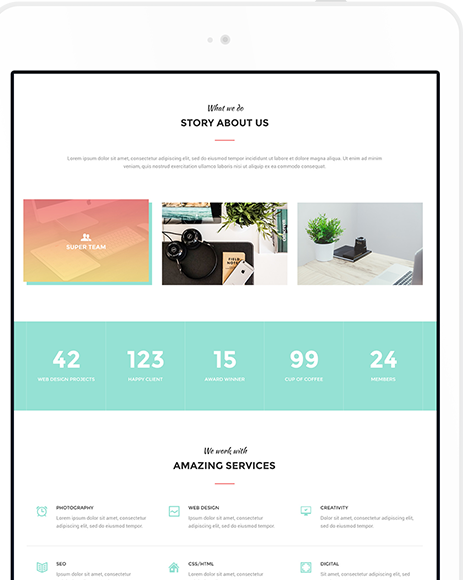 What we do
STORY ABOUT US
Lorem ipsum dolor sit amet, consectetur adipiscing elit, sed do eiusmod tempor incididunt ut labore et dolore magna aliqua. Ut enim ad minim
veniam, quis nostrud exercitation ullamco laboris nisi ut aliquip ex ea commodo consequat.
SUPER TEAM
FIELD NOTES
42
123
15
99
24
WEB DESIGN PROJECTS
HAPPY CLIENT
AWARD WINNER
CUP OF COFFEE
MEMBERS
We work with
AMAZING SERVICES
PHOTOGRAPHY
Lorem ipsum dolor sit amet, consectetur
adipiscing elit, sed do eiusmod tempor.
WEB DESIGN
Ipsum dolor sit amet, consectetur
adipiscing elit, sed do eiusmod tempor.
CREATIVITY
Dolor sit amet, consectetur adipiscing elit,
sed do eiusmod tempor.
SEO
Lorem ipsum dolor sit amet, consectetur
CSS/HTML
Ipsum dolor sit amet, consectetur
DIGITAL
Sit amet, consectetur adipiscing elit, sed